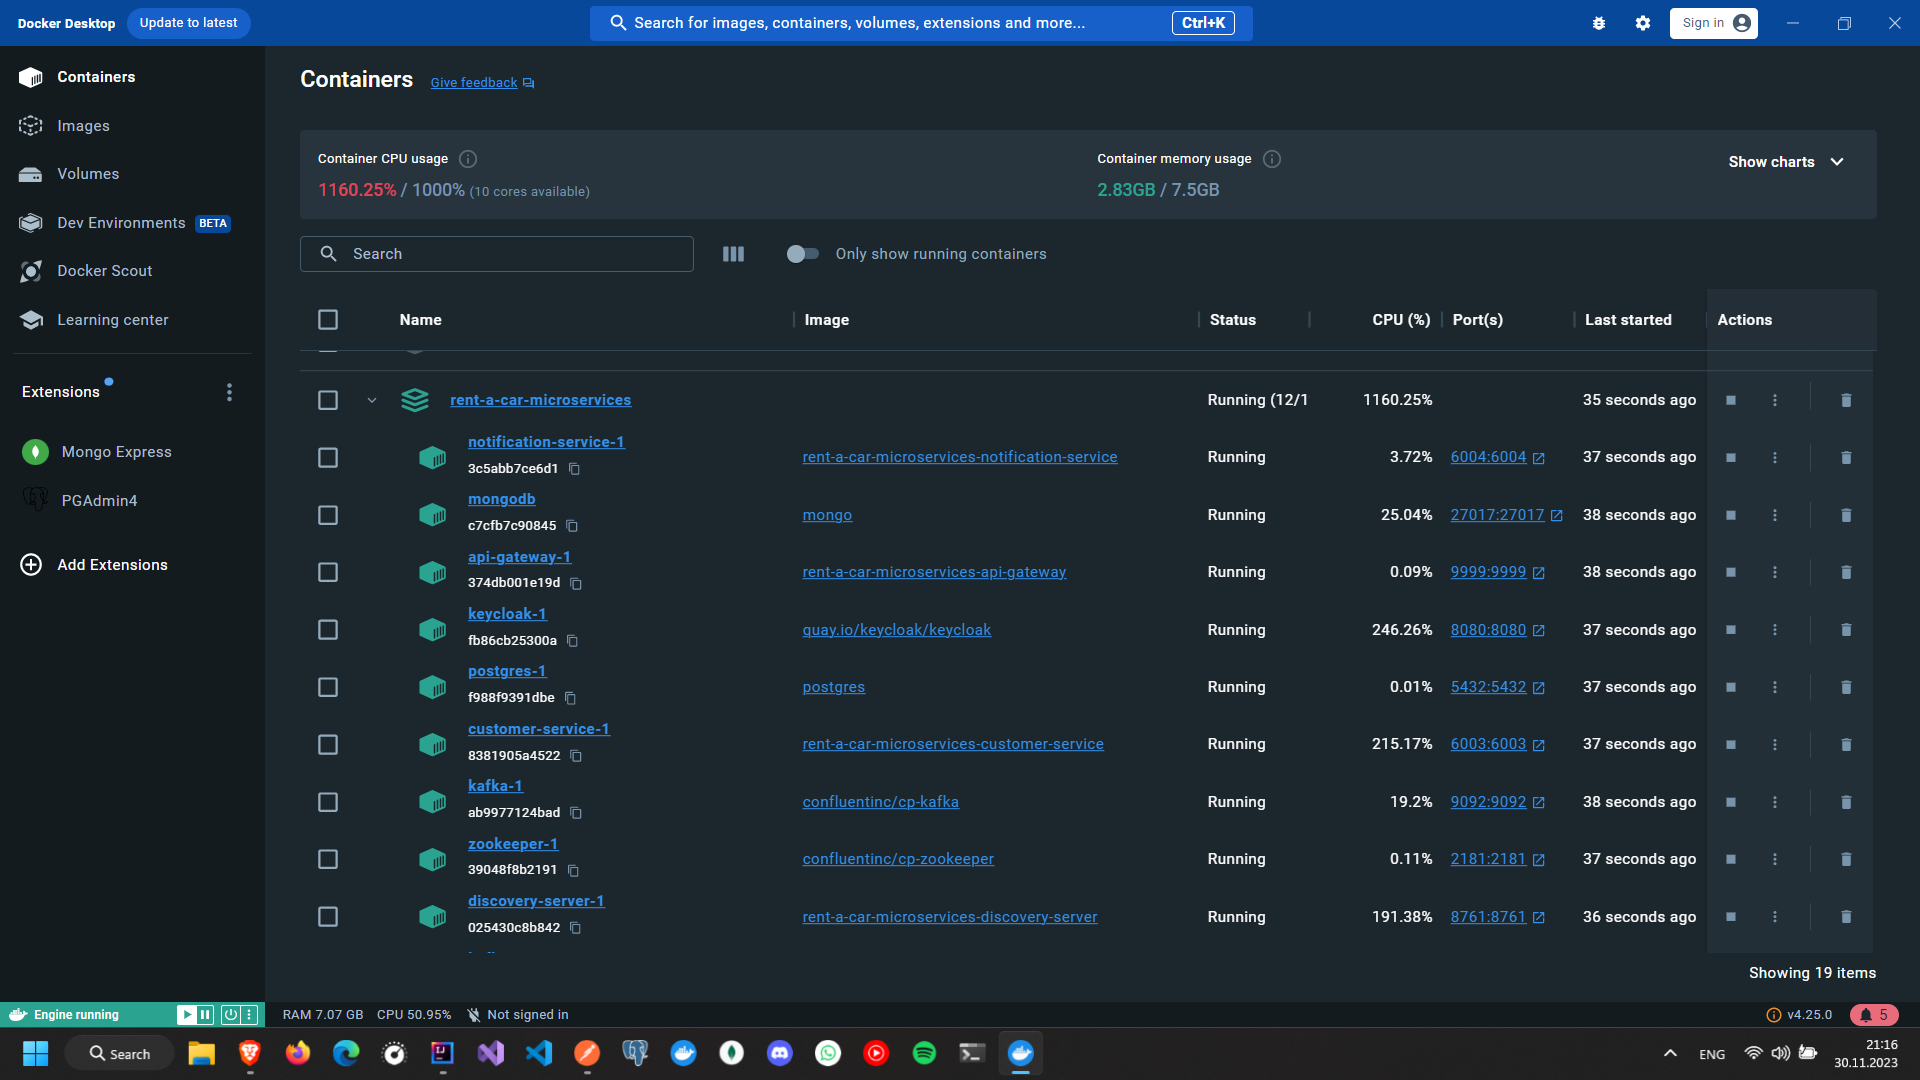 Docker Desktop
Update to latest
Search for images, containers, volumes, extensions and more...
Ctrl+K
Sign in
Containers
Images
Volumes
Dev Environments BETA
Docker Scout
Learning center
Extensions
Mongo Express
PGAdmin4
Add Extensions
Containers Give feedback
Container CPU usage
1160.25% / 1000% (10 cores available)
Container memory usage
2.83GB / 7.5GB
Show charts
Search
Only show running containers
Name Image Status CPU (%) Port(s) Last started Actions
rent-a-car-microservices Running (12/1 1160.25% 35 seconds ago
notification-service-1
3c5abb7ce6d1
rent-a-car-microservices-notification-service Running 3.72% 6004:6004 37 seconds ago
mongodb
c7cfb7c90845
mongo Running 25.04% 27017:27017 38 seconds ago
api-gateway-1
374db001e19d
rent-a-car-microservices-api-gateway Running 0.09% 9999:9999 38 seconds ago
keycloak-1
fb86cb25300a
quay.io/keycloak/keycloak Running 246.26% 8080:8080 37 seconds ago
postgres-1
f988f9391dbe
postgres Running 0.01% 5432:5432 37 seconds ago
customer-service-1
8381905a4522
rent-a-car-microservices-customer-service Running 215.17% 6003:6003 37 seconds ago
kafka-1
ab9977124bad
confluentinc/cp-kafka Running 19.2% 9092:9092 38 seconds ago
zookeeper-1
39048f8b2191
confluentinc/cp-zookeeper Running 0.11% 2181:2181 37 seconds ago
discovery-server-1
025430c8b842
rent-a-car-microservices-discovery-server Running 191.38% 8761:8761 36 seconds ago
Showing 19 items
Engine running
RAM 7.07 GB CPU 50.95% Not signed in
v4.25.0
5
Search
ENG
21:16
30.11.2023